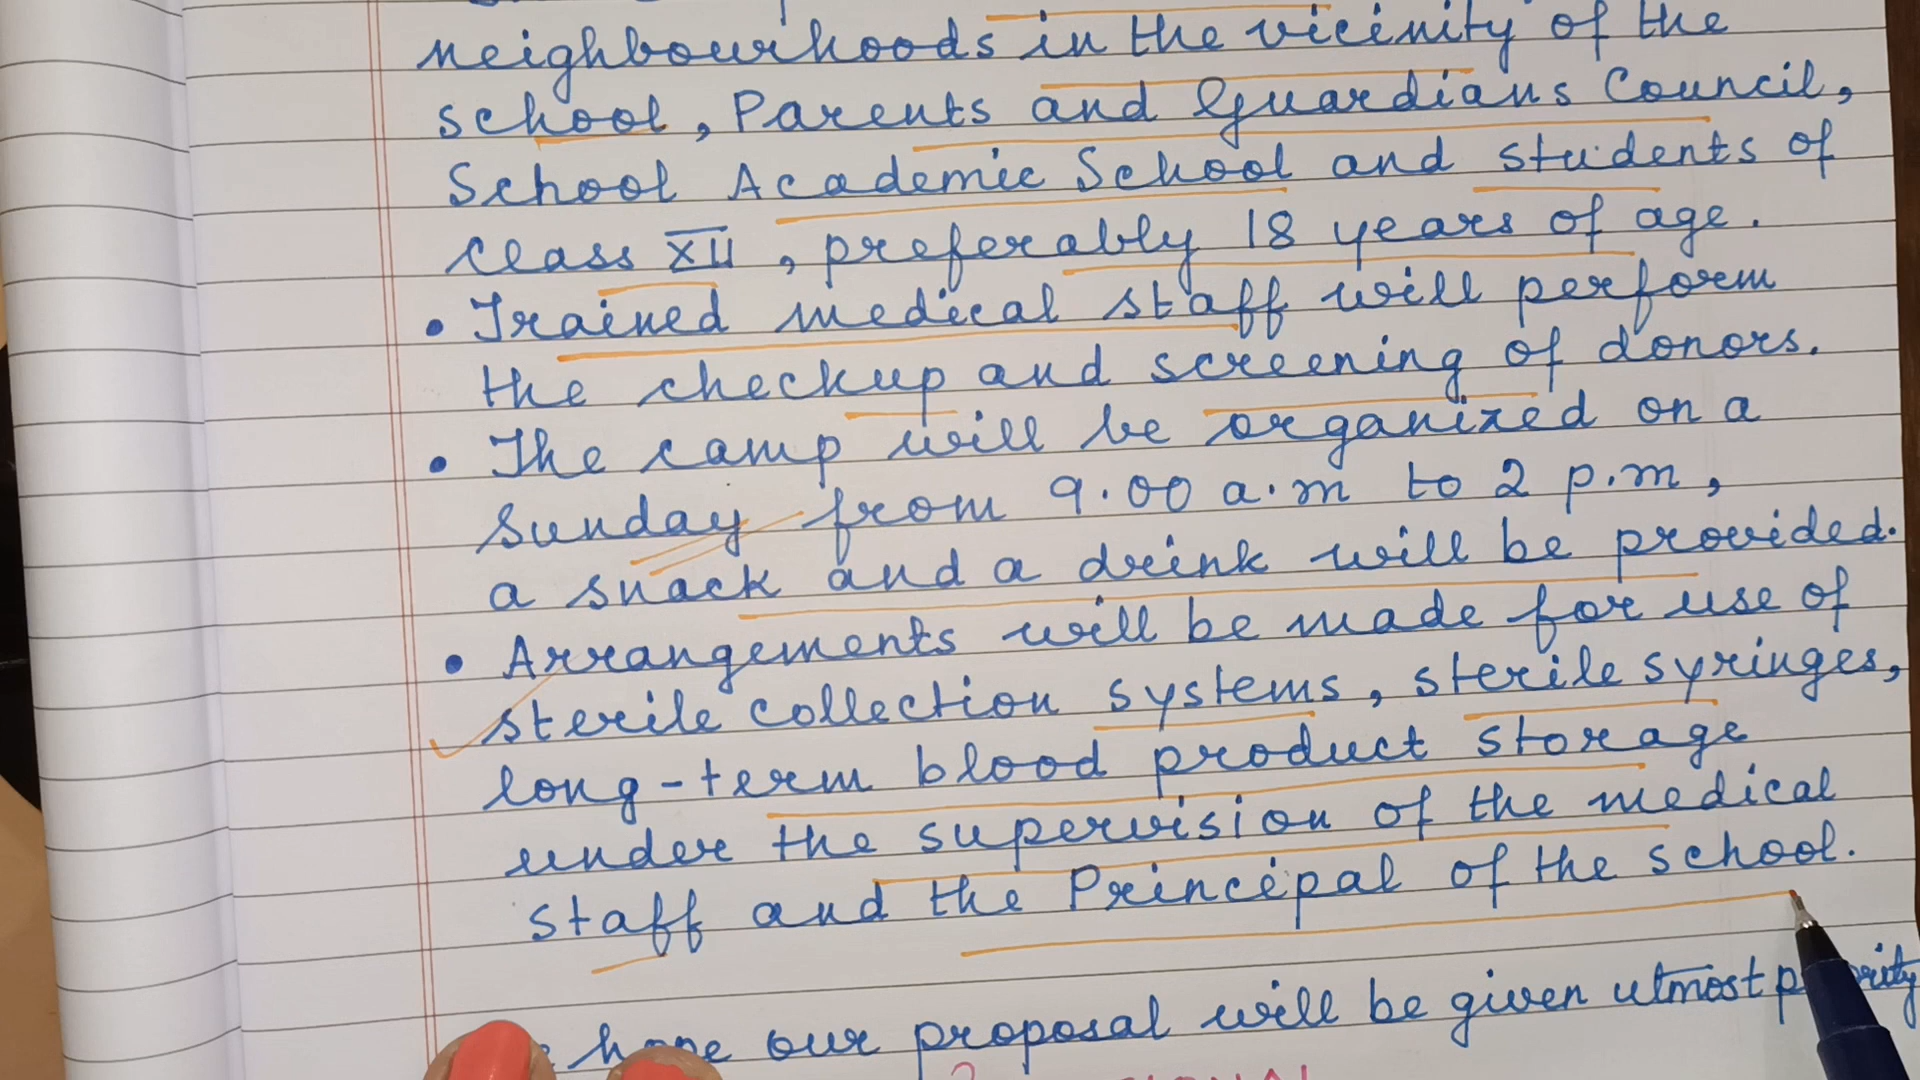 neighbourhoods in the vicinity of the
school, Parents and Guardians Council,
School Academic School and students of
class XII, preferably 18 years of age.
• Trained medical staff will perform
the checkup and screening of donors.
• The camp will be organized on a
Sunday from 9.00 a.m to 2 p.m,
a snack and a drink will be provided.
• Arrangements will be made for use of
sterile collection systems, sterile syringes,
long-term blood product storage
under the supervision of the medical
staff and the Principal of the school.
hope our proposal will be given utmost priority